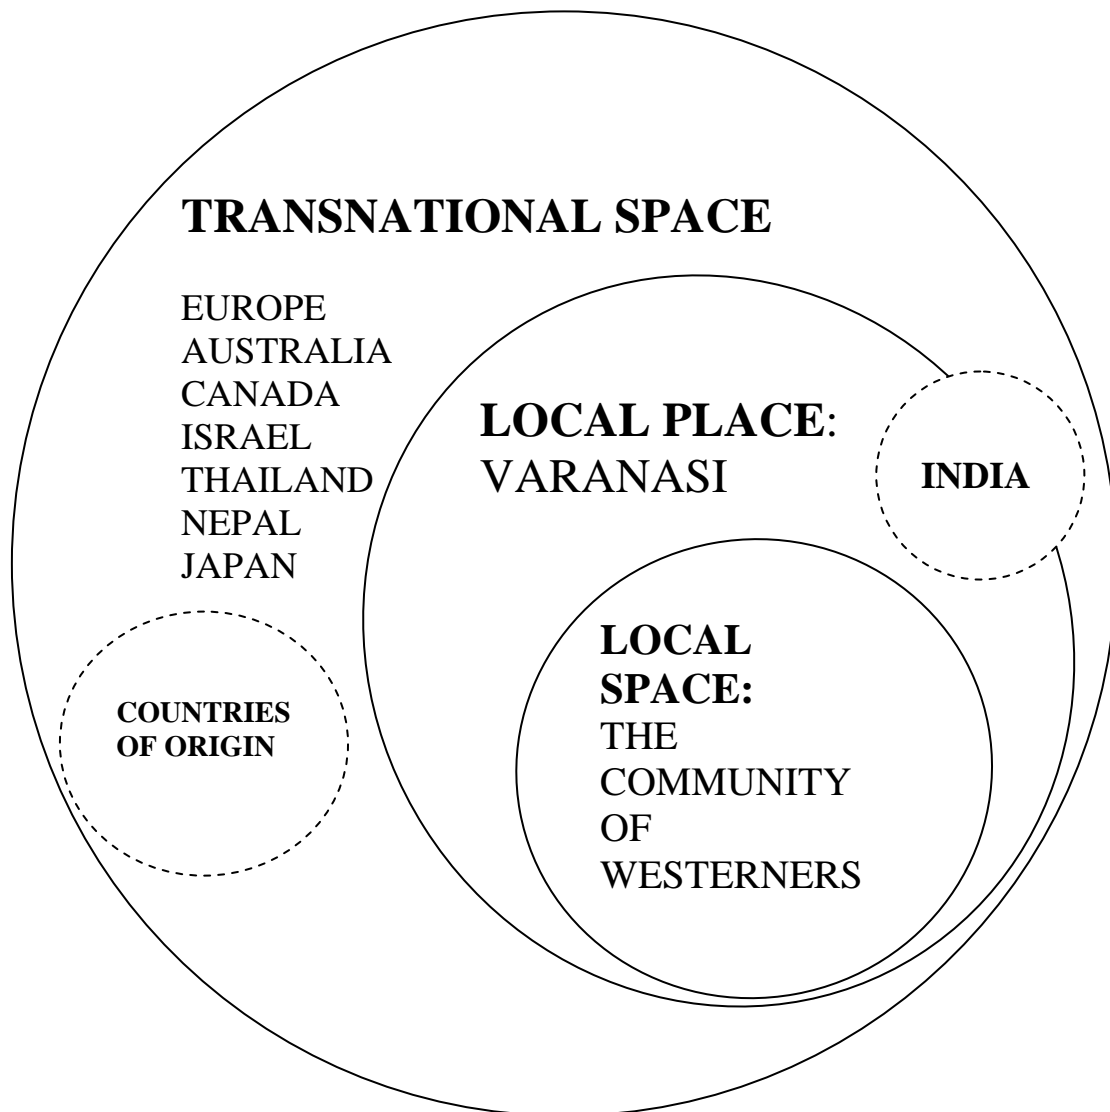 TRANSNATIONAL SPACE
EUROPE
AUSTRALIA
CANADA
ISRAEL
THAILAND
NEPAL
JAPAN
LOCAL PLACE:
VARANASI
INDIA
LOCAL
SPACE:
THE
COMMUNITY
OF
WESTERNERS
COUNTRIES
OF ORIGIN